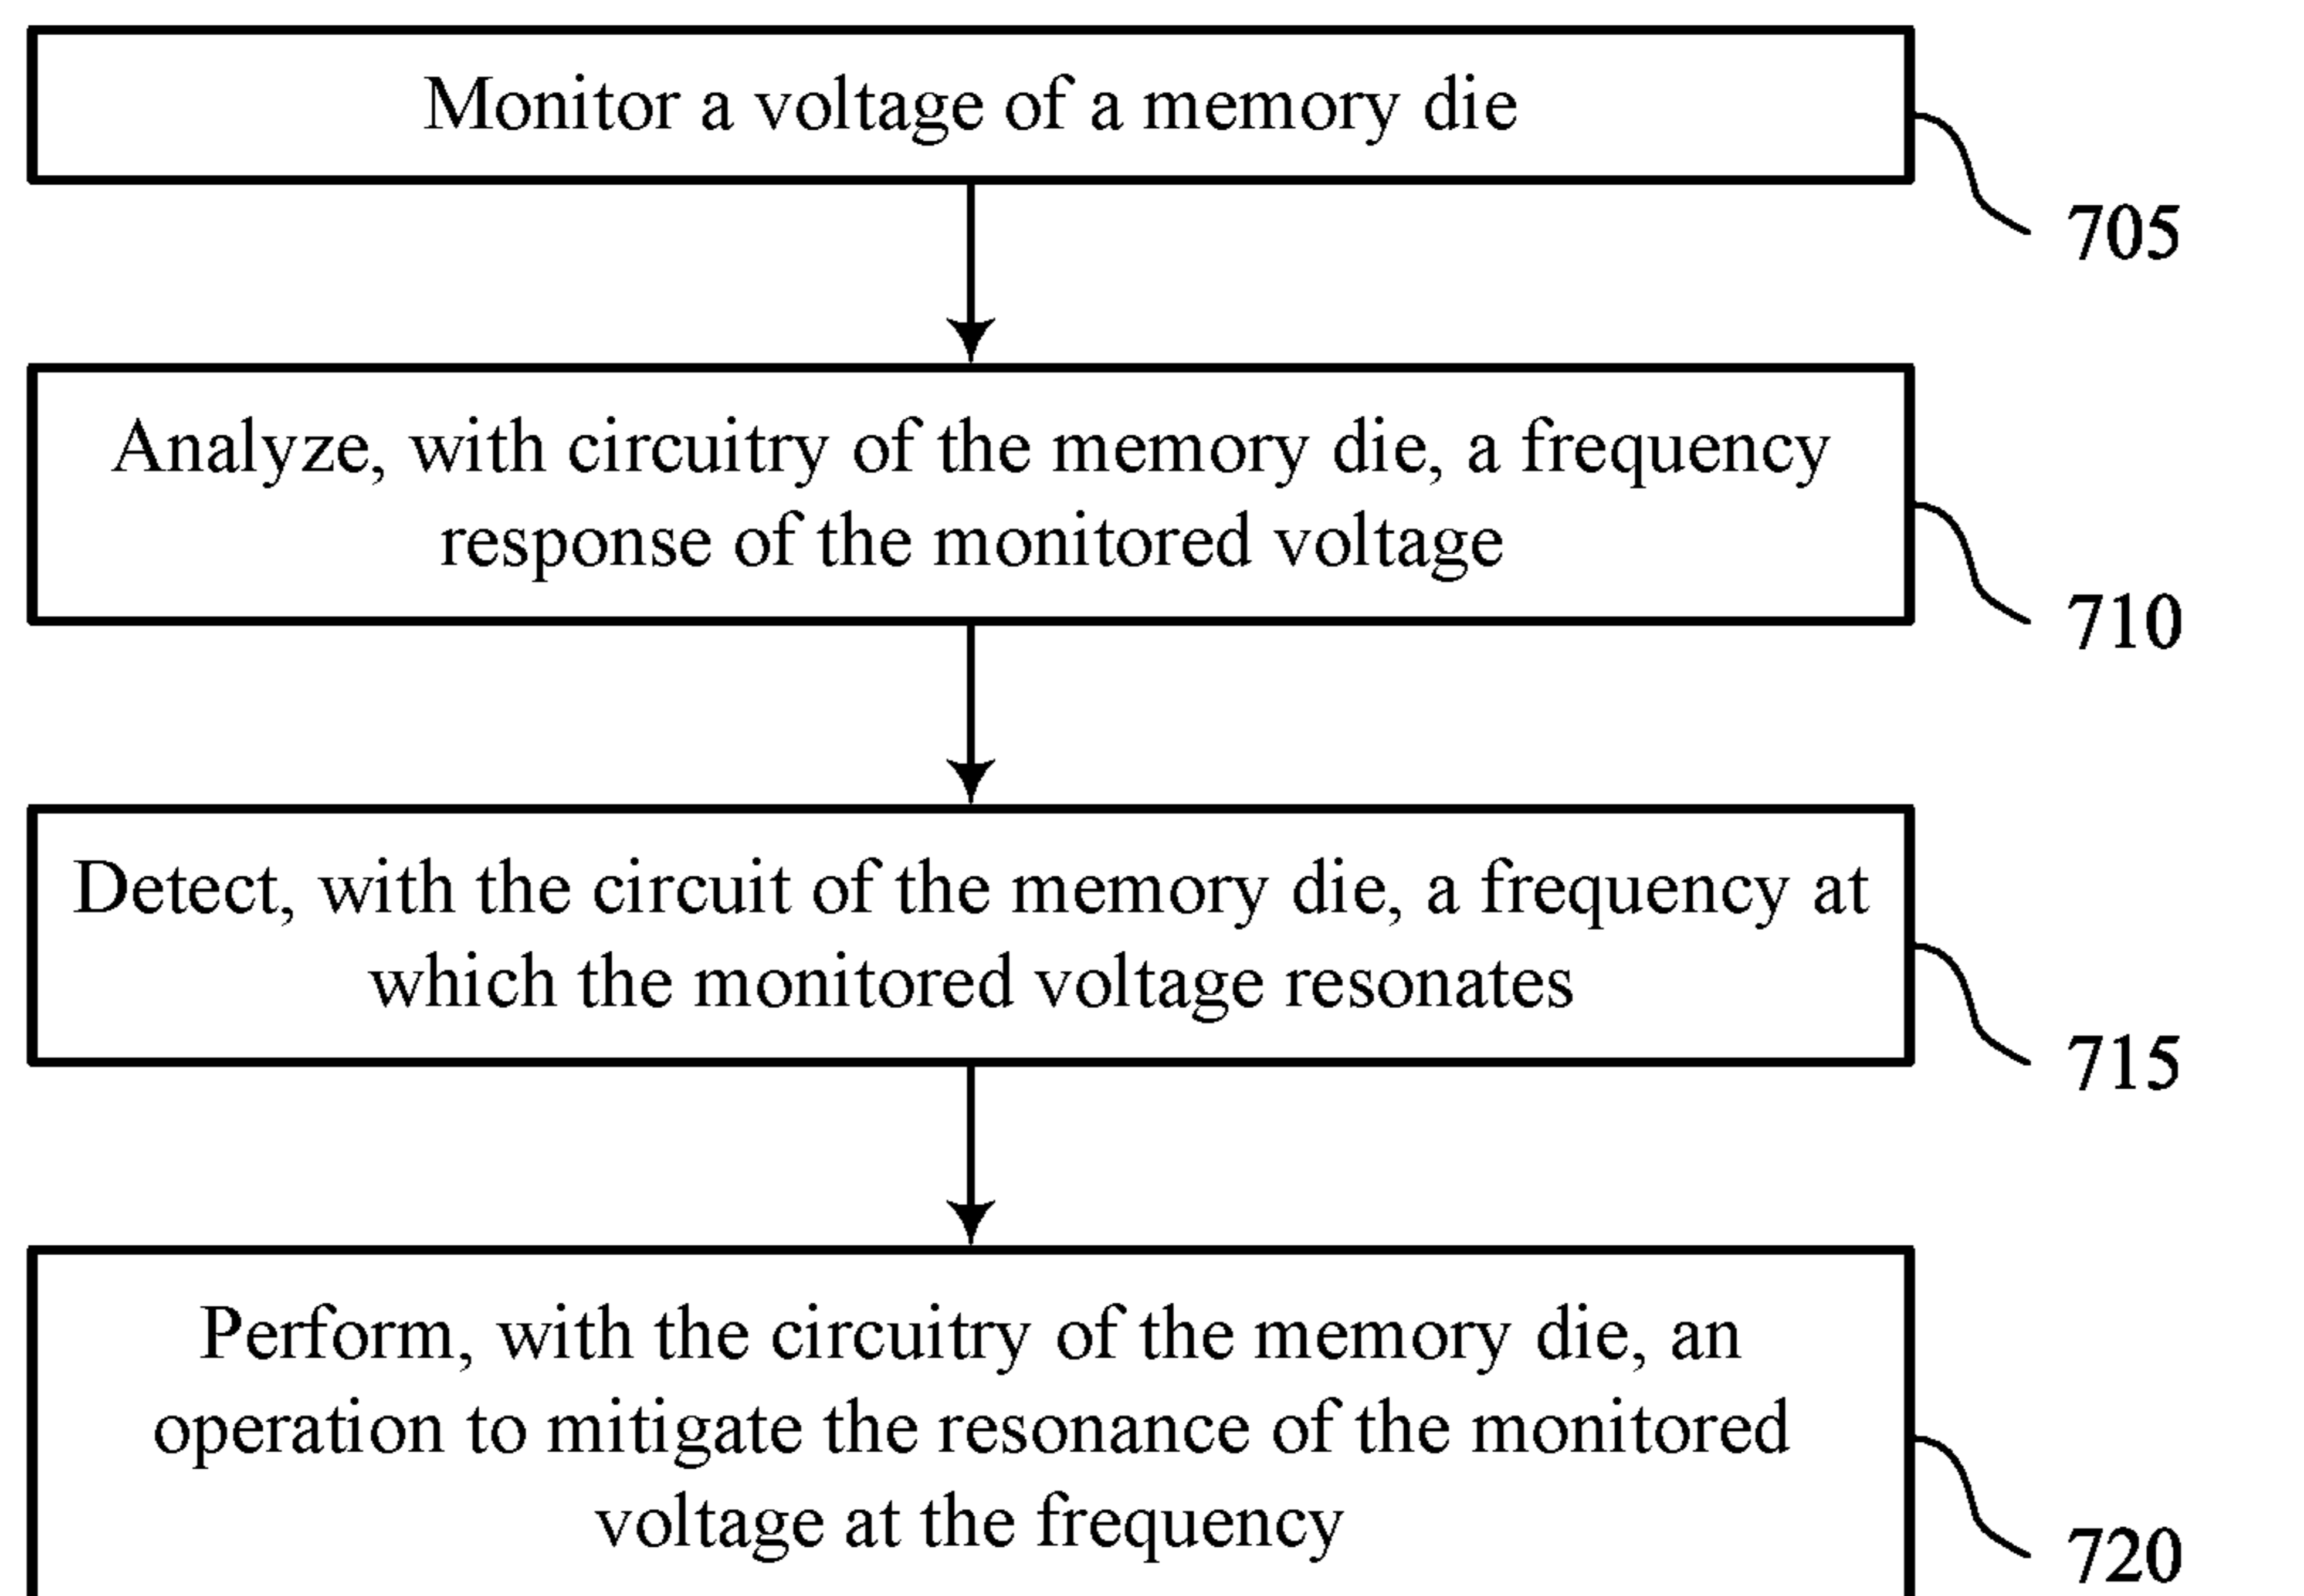 Monitor a voltage of a memory die
705
Analyze, with circuitry of the memory die, a frequency
response of the monitored voltage
710
Detect, with the circuit of the memory die, a frequency at
which the monitored voltage resonates
715
Perform, with the circuitry of the memory die, an
operation to mitigate the resonance of the monitored
voltage at the frequency
720